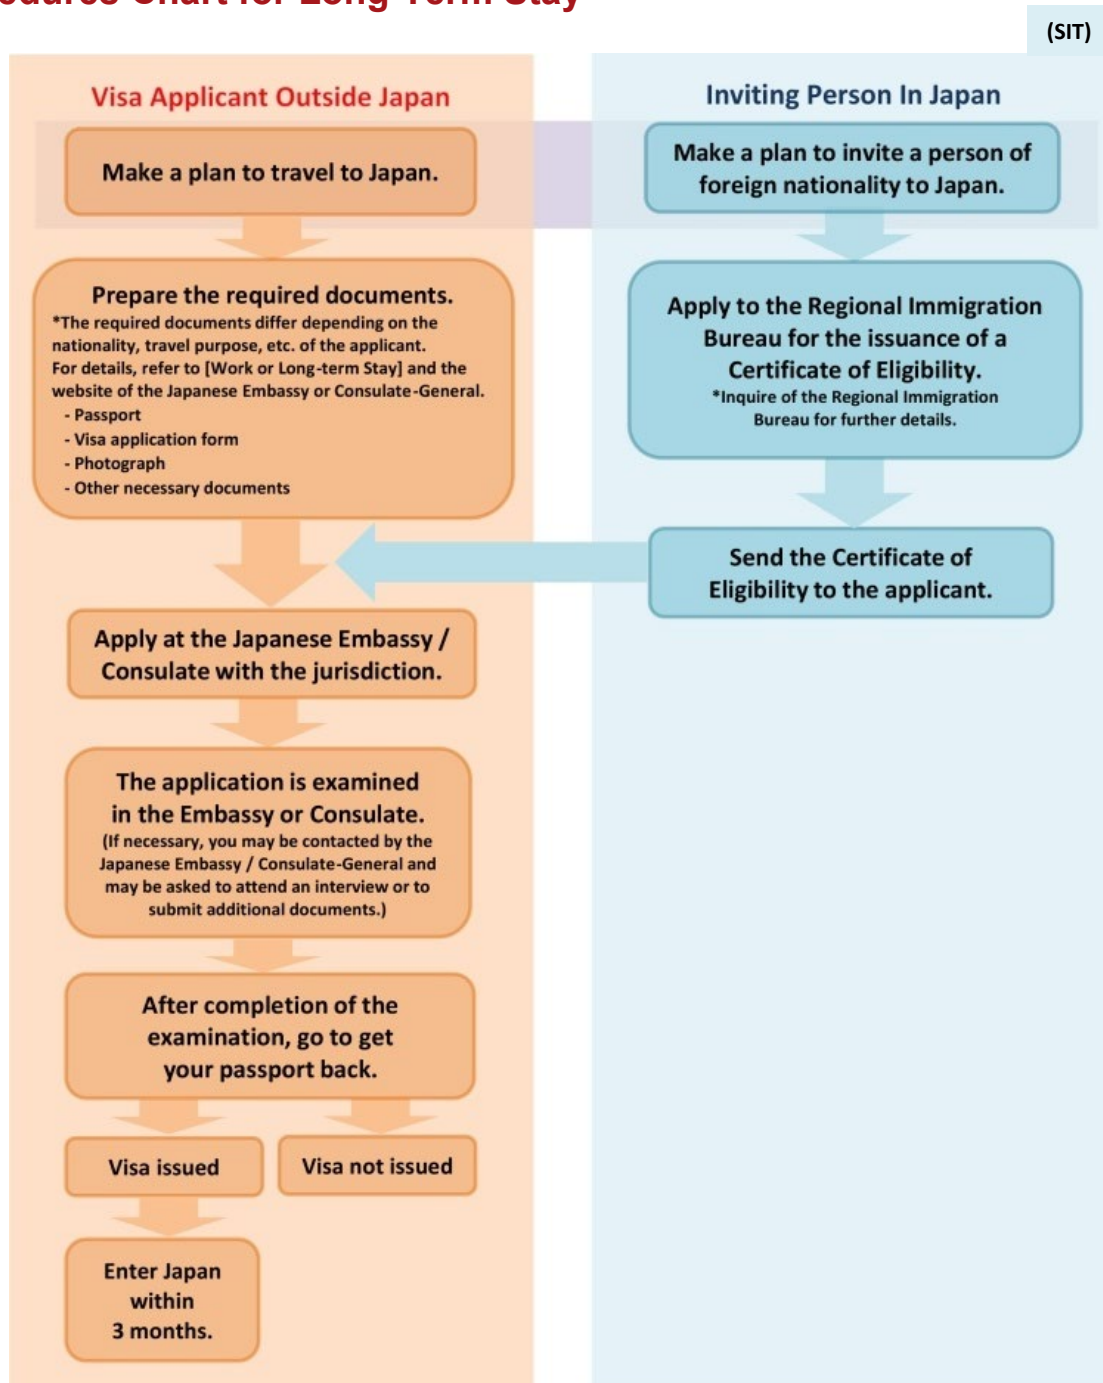 Procedures Chart for Long-Term Stay
(SIT)
Visa Applicant Outside Japan
Make a plan to travel to Japan.
Prepare the required documents.
*The required documents differ depending on the
nationality, travel purpose, etc. of the applicant.
For details, refer to [Work or Long-term Stay] and the
website of the Japanese Embassy or Consulate-General.
- Passport
- Visa application form
- Photograph
- Other necessary documents
Apply at the Japanese Embassy /
Consulate with the jurisdiction.
The application is examined
in the Embassy or Consulate.
(If necessary, you may be contacted by the
Japanese Embassy / Consulate-General and
may be asked to attend an interview or to
submit additional documents.)
After completion of the
examination, go to get
your passport back.
Visa issued
Visa not issued
Enter Japan
within
3 months.
Inviting Person In Japan
Make a plan to invite a person of
foreign nationality to Japan.
Apply to the Regional Immigration
Bureau for the issuance of a
Certificate of Eligibility.
*Inquire of the Regional Immigration
Bureau for further details.
Send the Certificate of
Eligibility to the applicant.